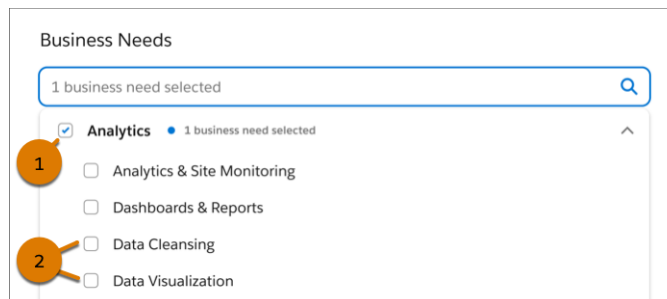 Business Needs
1 business need selected
Analytics • 1 business need selected
1
Analytics & Site Monitoring
Dashboards & Reports
Data Cleansing
2
Data Visualization